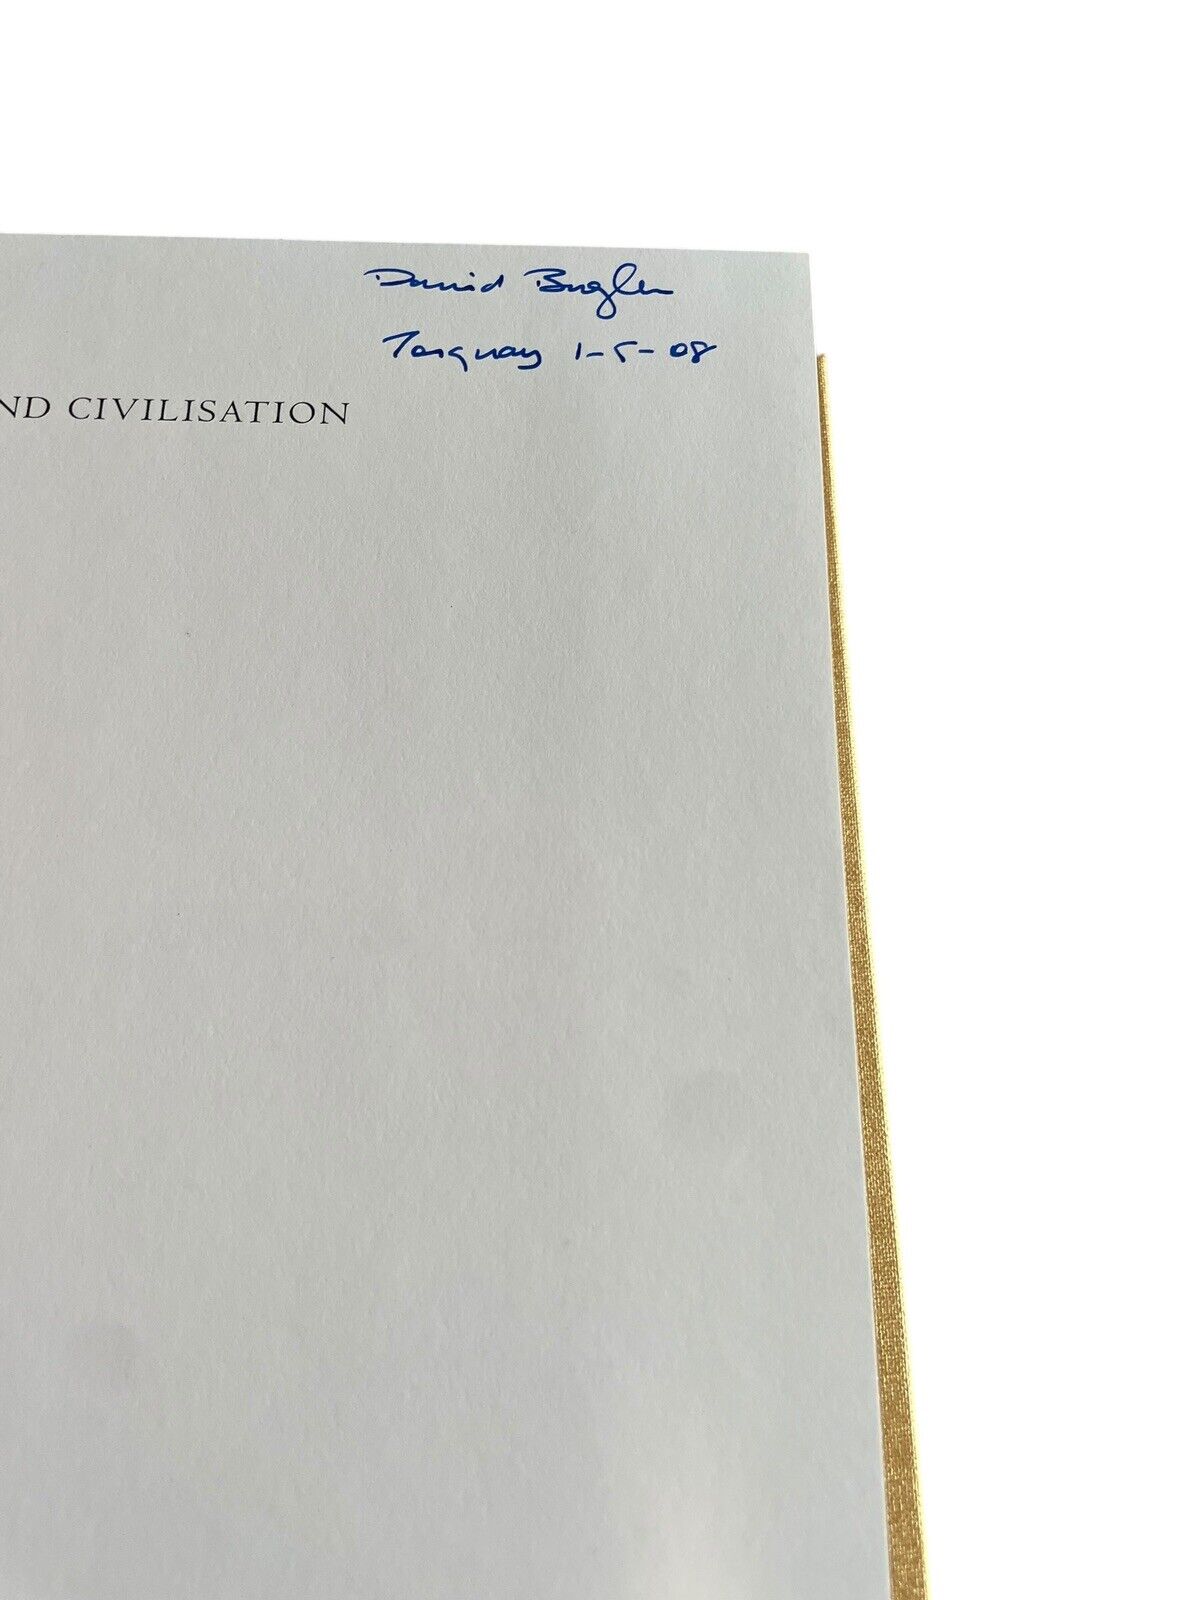 David Bugler
Torquay 1-5-08
ND CIVILISATION